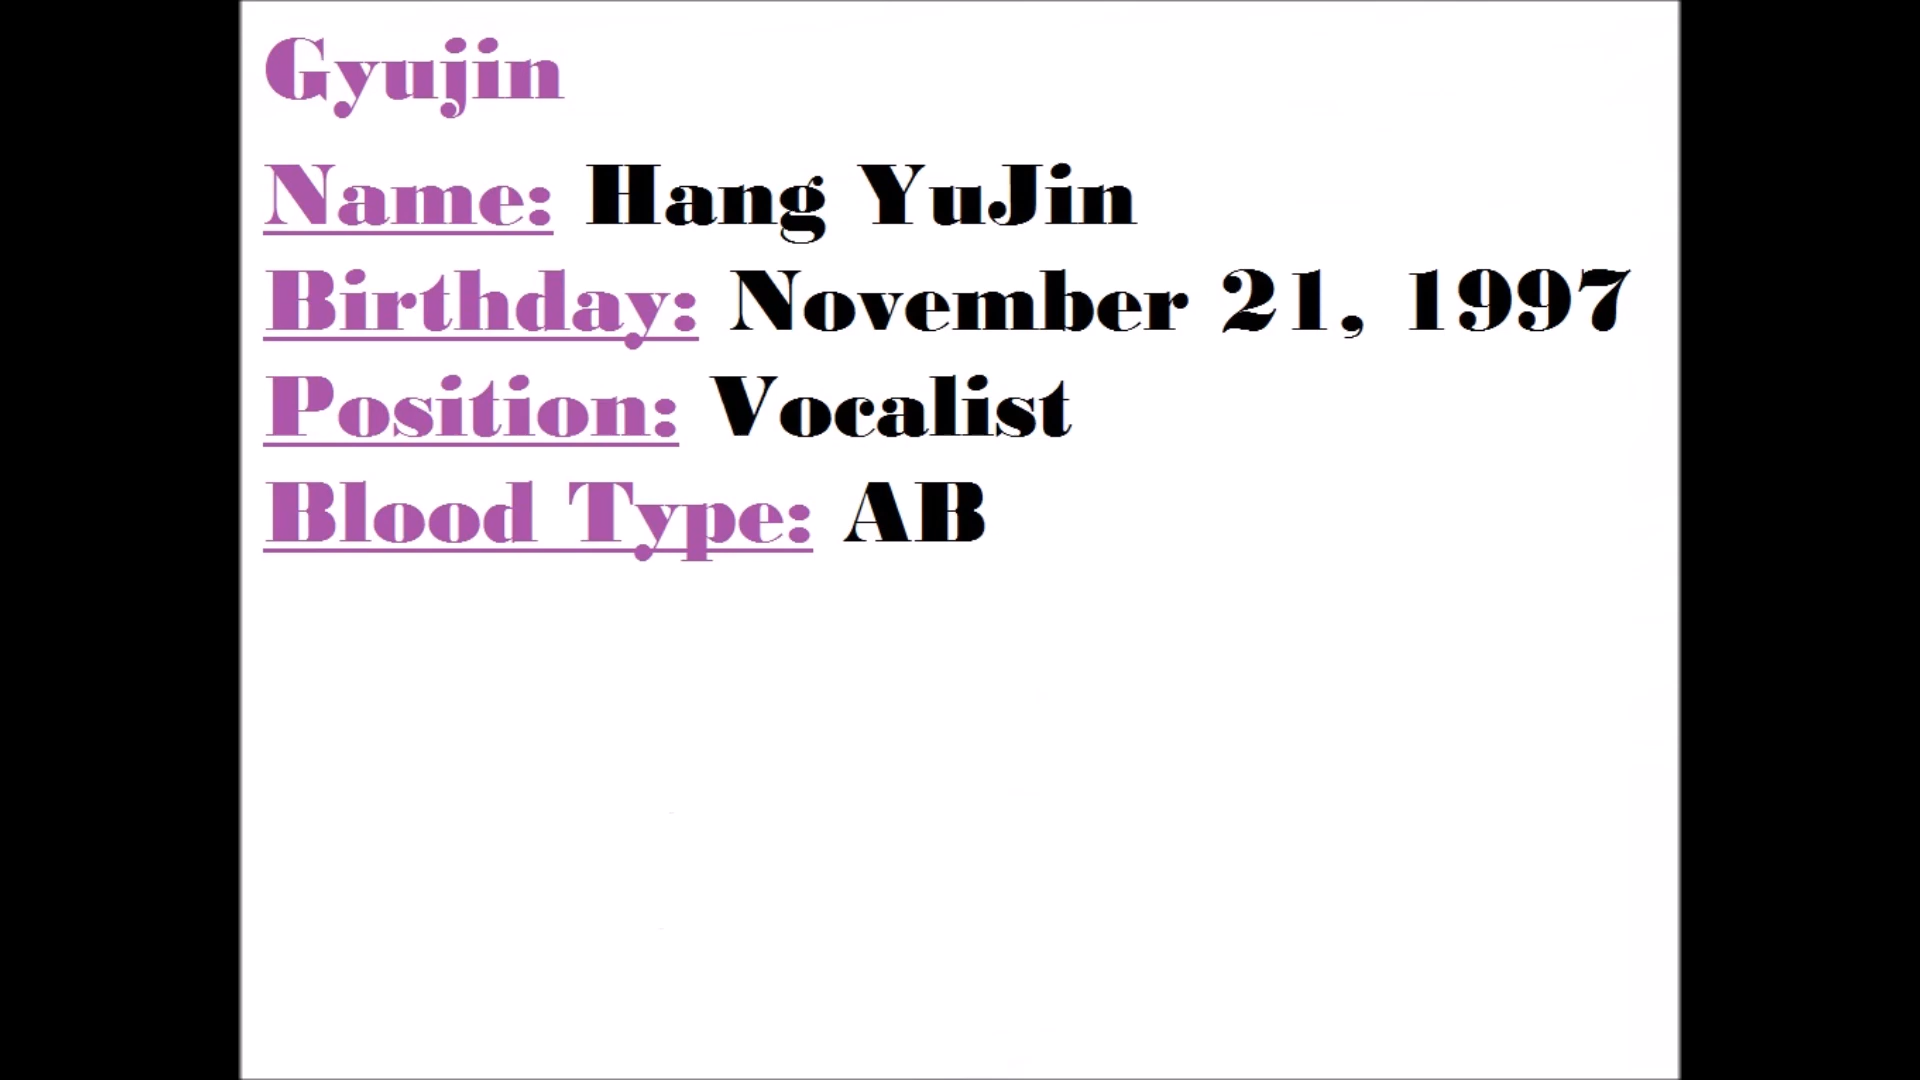 Gyujin
Name: Hang YuJin
Birthday: November 21, 1997
Position: Vocalist
Blood Type: AB